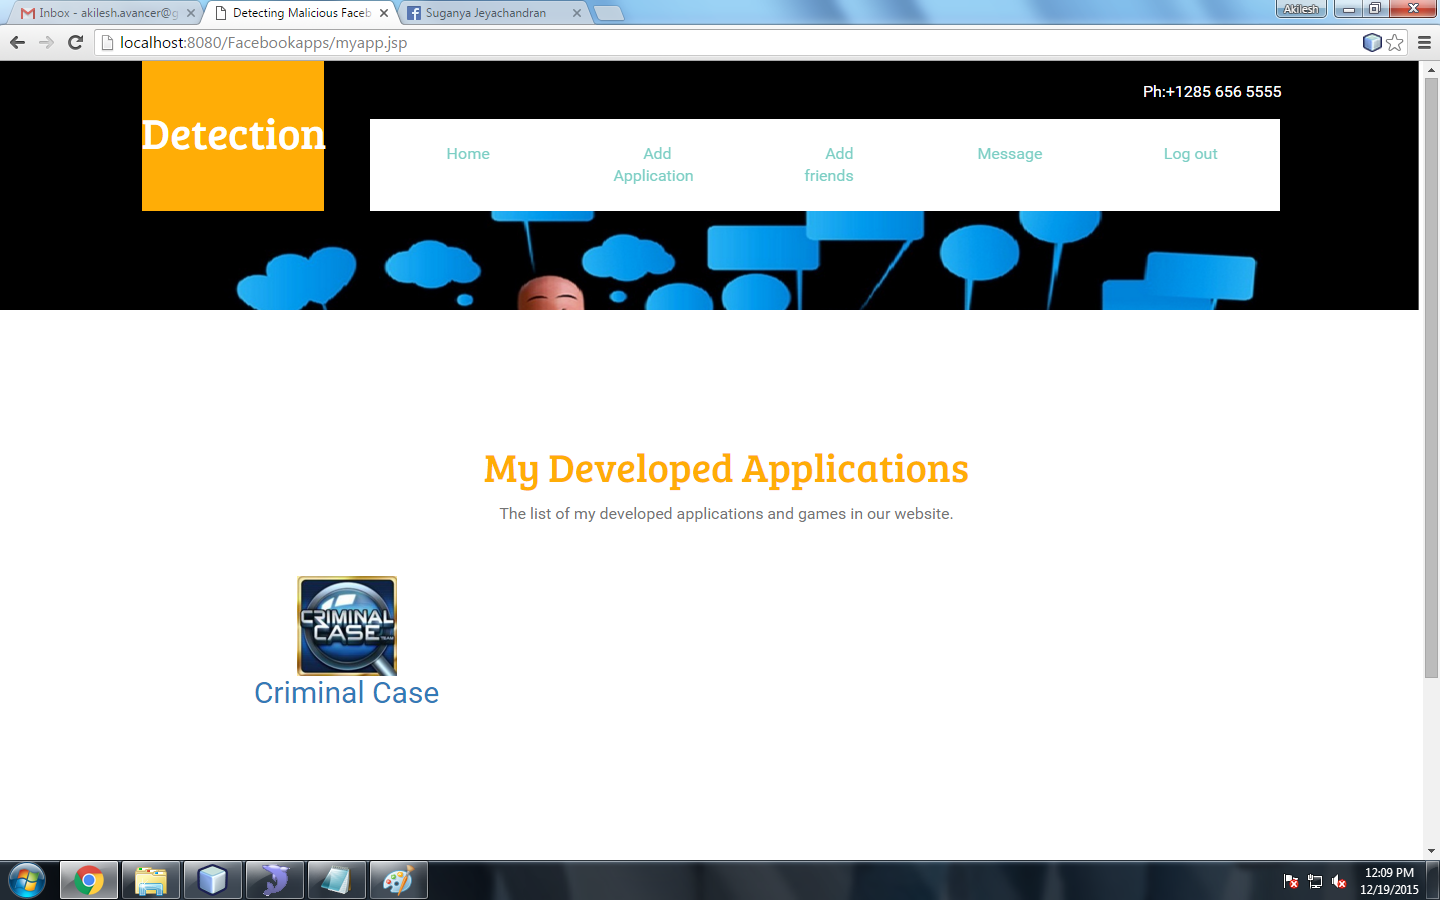 Inbox - akilesh.avancer@g
Detecting Malicious Faceb
Suganya Jeyachandran
Akilesh
localhost:8080/Facebookapps/myapp.jsp
Ph:+1285 656 5555
Detection
Home
Add
Application
Add
friends
Message
Log out
My Developed Applications
The list of my developed applications and games in our website.
CRIMINAL
CASE
TEAM
Criminal Case
12:09 PM
12/19/2015